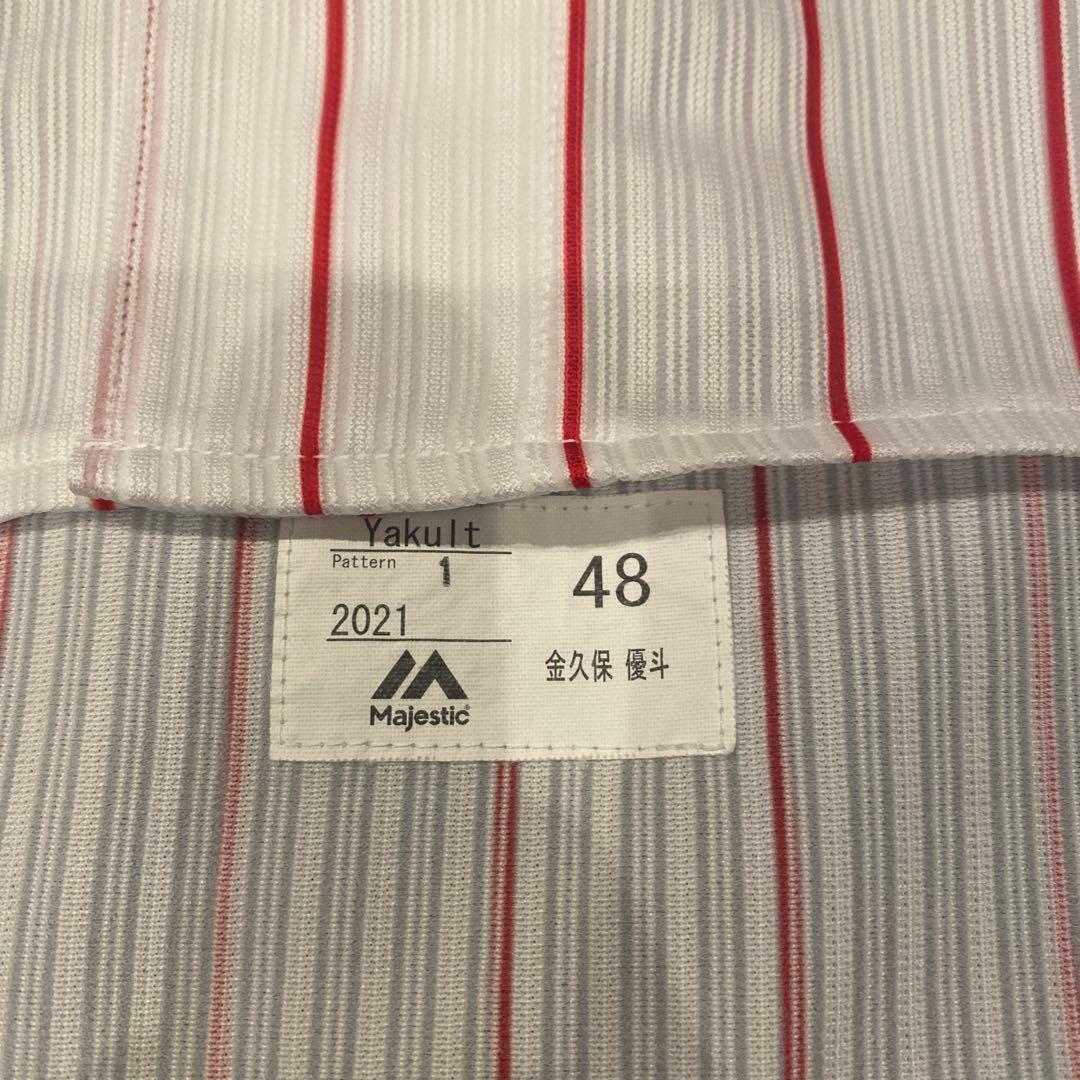 Yakult
Pattern 1
2021
Majestic®
48
金久保 優斗